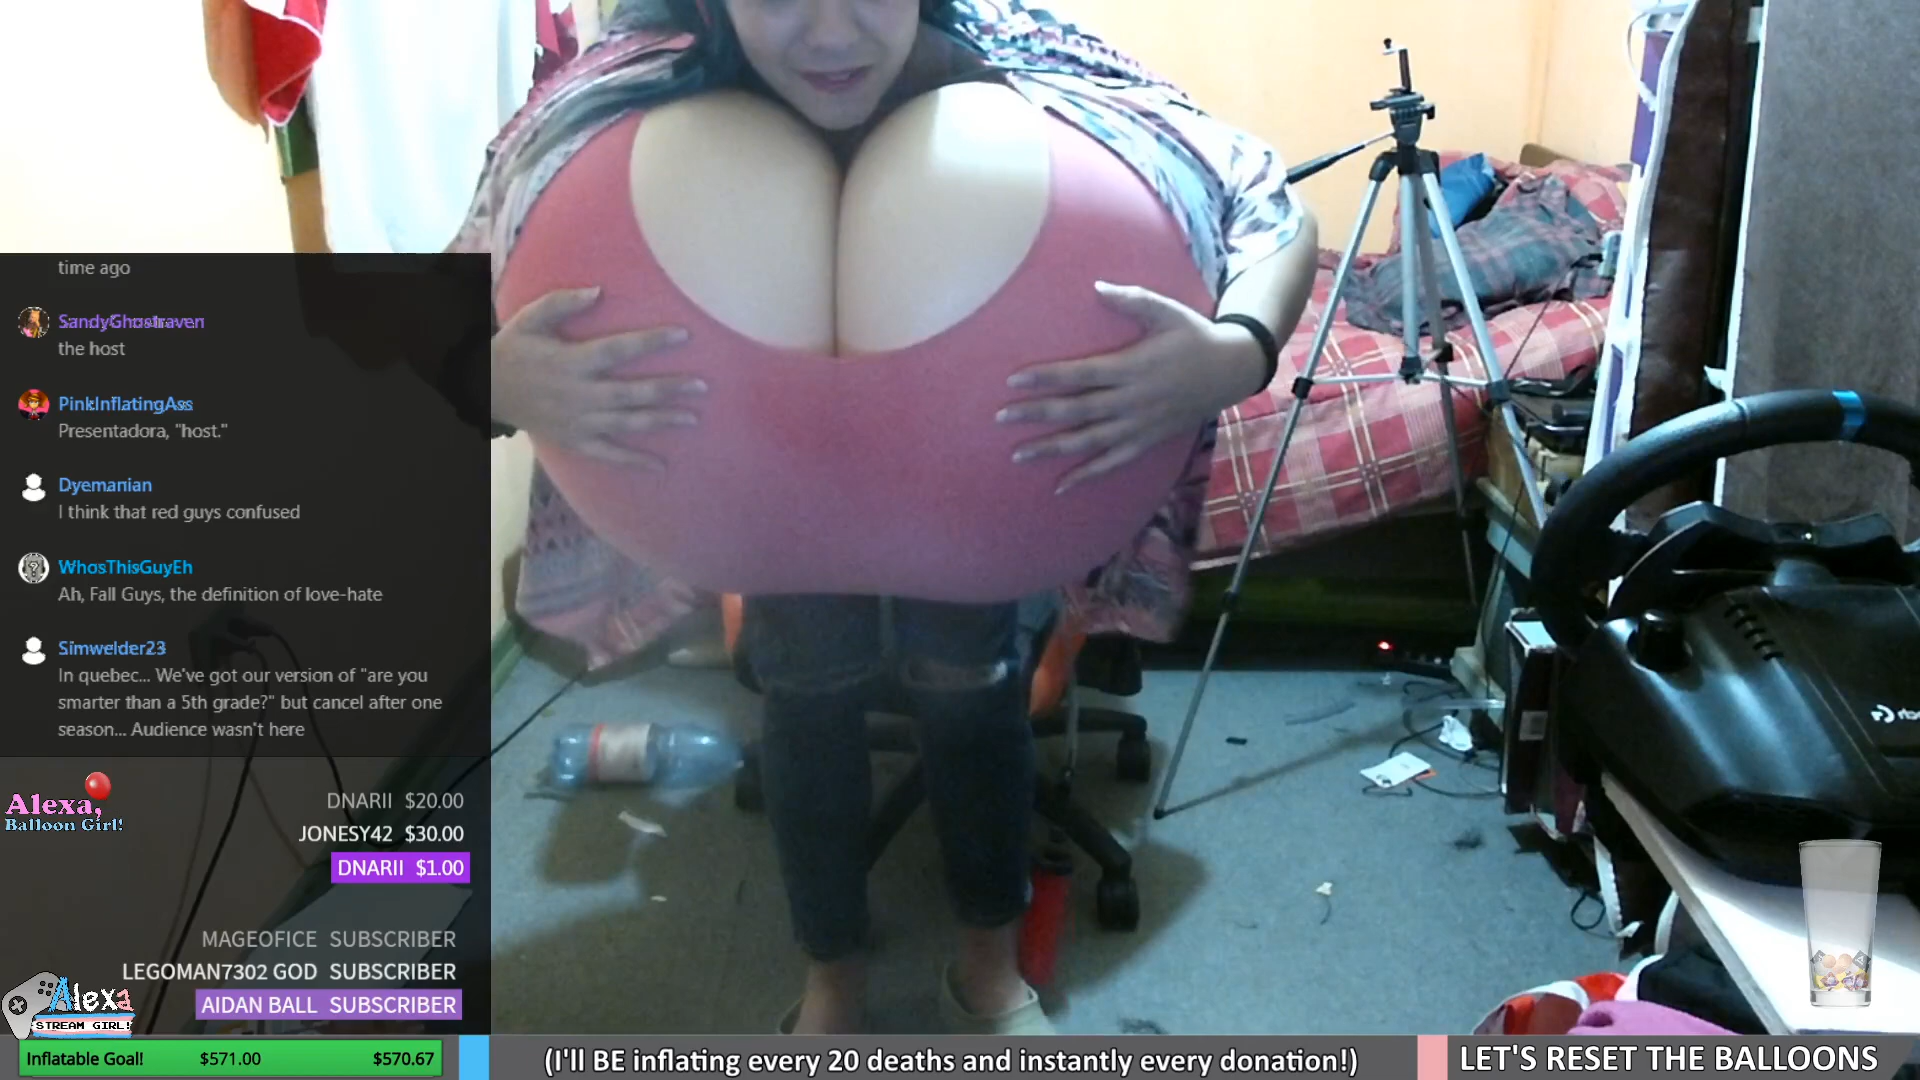 time ago
SandyGhostraven
the host
PinkInflatingAss
Presentadora, "host."
Dyemanian
I think that red guys confused
WhosThisGuyEh
Ah, Fall Guys, the definition of love-hate
Simwelder23
In quebec... We've got our version of "are you
smarter than a 5th grade?" but cancel after one
season... Audience wasn't here
Alexa,
Balloon Girl!
DNARII $20.00
JONESY42 $30.00
DNARII $1.00
MAGEOFICE SUBSCRIBER
LEGOMAN7302 GOD SUBSCRIBER
AIDAN BALL SUBSCRIBER
Alexa
STREAM GIRL!
Inflatable Goal! $571.00 $570.67
(I'll BE inflating every 20 deaths and instantly every donation!)
LET'S RESET THE BALLOONS